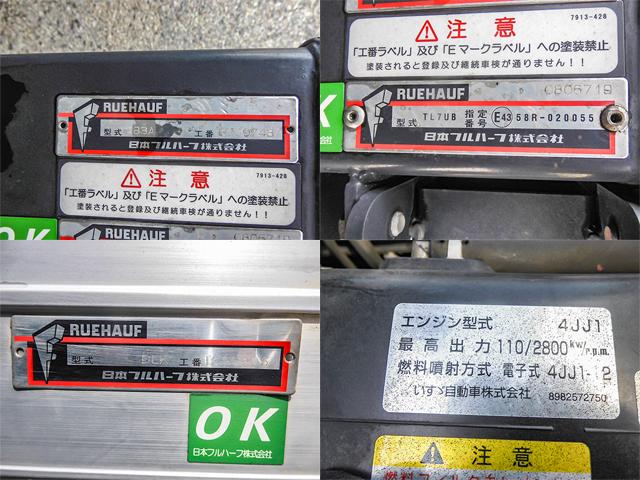 RUEHAUF
型式 工番
日本フルハーフ株式会社
7913-428
⚠注意
「工番ラベル」及び「Eマークラベル」への塗装禁止
塗装されると登録及び継続車検が通りません!!
OK
RUEHAUF
⚠注意
7913-428
「工番ラベル」及び「Eマークラベル」への塗装禁止
塗装されると登録及び継続車検が通りません!!
RUEHAUF
CB06719
型式 TL7UB 指定番号 E43 58R-020055
日本フルハーフ株式会社
K
RUEHAUF
型式 工番
日本フルハーフ株式会社
OK
日本フルハーフ株式会社
エンジン型式 4JJ1
最高出力 110/2800kW/r.p.m.
燃料噴射方式 電子式 4JJ1-12
いすゞ自動車株式会社 8982572750
⚠注意